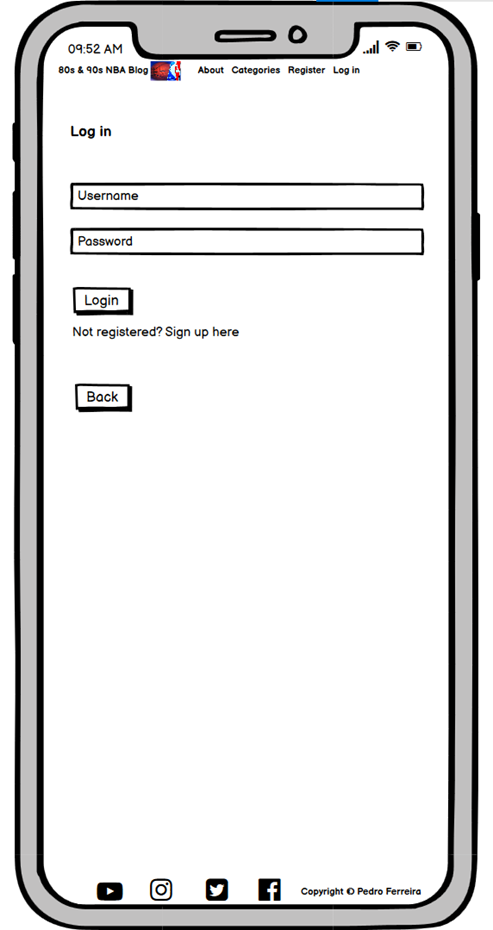 09:52 AM
80s & 90s NBA Blog About Categories Register Log in
Log in
Username
Password
Login
Not registered? Sign up here
Back
Copyright © Pedro Ferreira